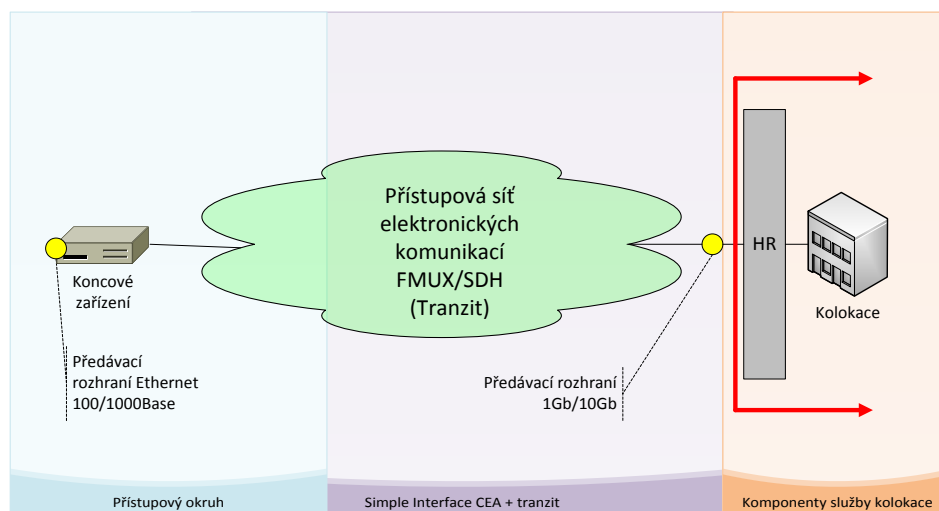 Přístupová síť
elektronických
komunikací
FMUX/SDH
(Tranzit)
HR
Koncové
zařízení
Kolokace
Předávací
rozhraní Ethernet
100/1000Base
Předávací rozhraní
1Gb/10Gb
Přístupový okruh
Simple Interface CEA + tranzit
Komponenty služby kolokace